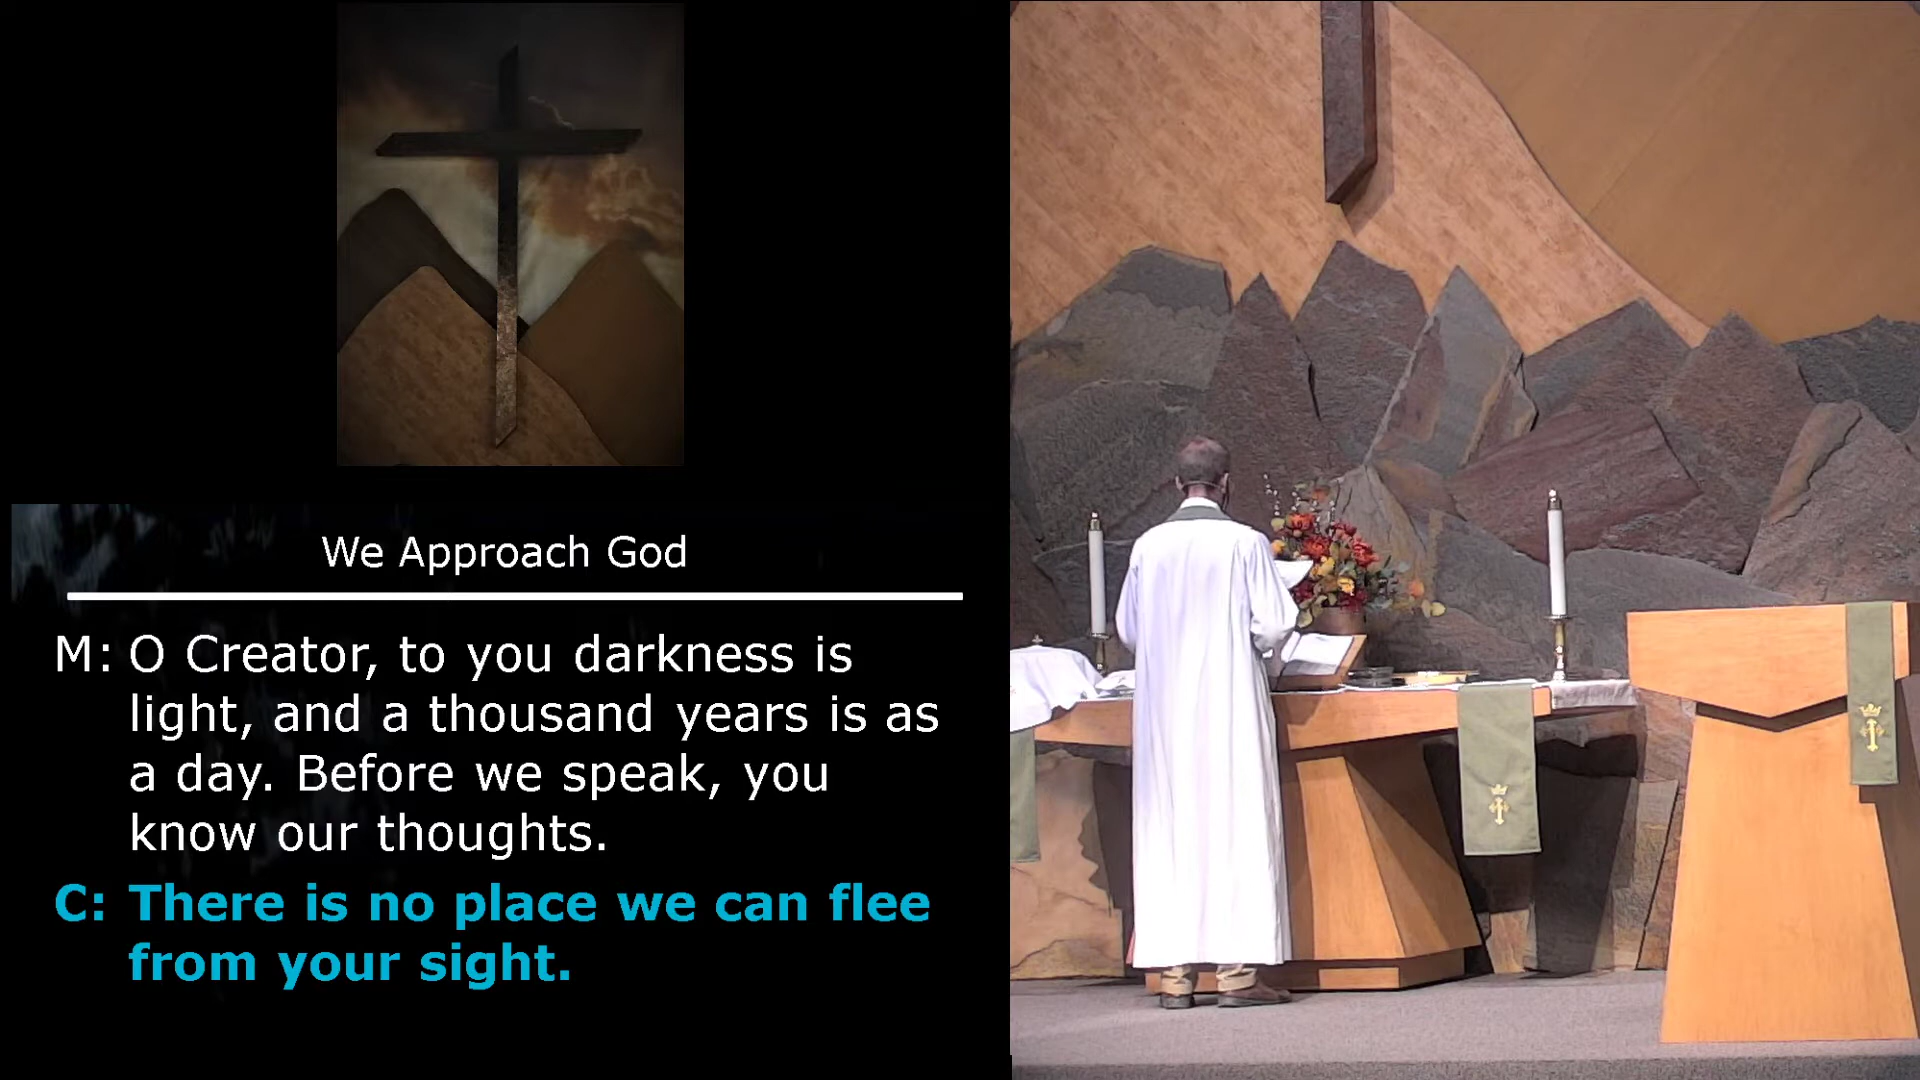 We Approach God
M: O Creator, to you darkness is
light, and a thousand years is as
a day. Before we speak, you
know our thoughts.
C: There is no place we can flee
from your sight.